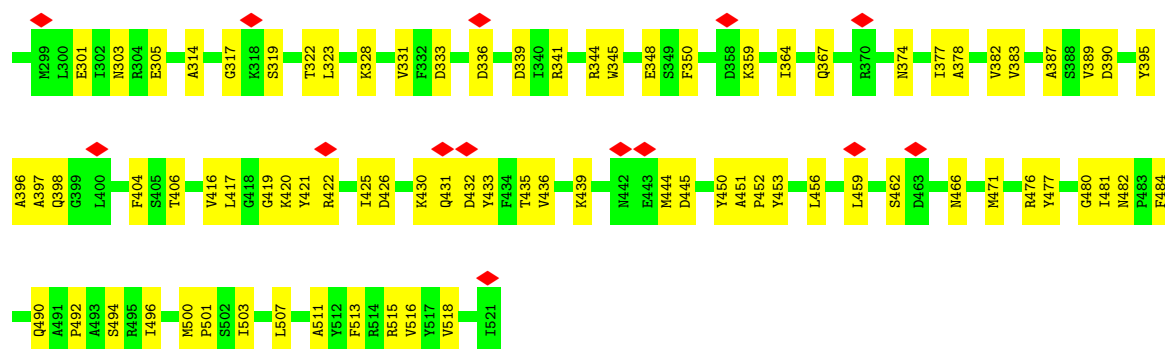 M299 L300 E301 I302 N303 R304 E305 A314 G317 K318 S319 T322 L323 K328 V331 F332 D333 D336 D339 I340 R341 R344 W345 E348 S349 F350 D358 K359 I364 Q367 R370 N374 I377 A378 V382 V383 A387 S388 V389 D390 Y395
A396 A397 Q398 G399 L400 F404 S405 T406 V416 L417 G418 G419 K420 Y421 R422 I425 D426 K430 Q431 D432 Y433 F434 T435 V436 K439 N442 E443 M444 D445 Y450 A451 P452 Y453 L456 L459 S462 D463 N466 M471 R476 Y477 G480 I481 N482 P483 F484
Q490 A491 P492 A493 S494 R495 I496 M500 P501 S502 I503 L507 A511 Y512 F513 R514 R515 V516 Y517 V518 I521